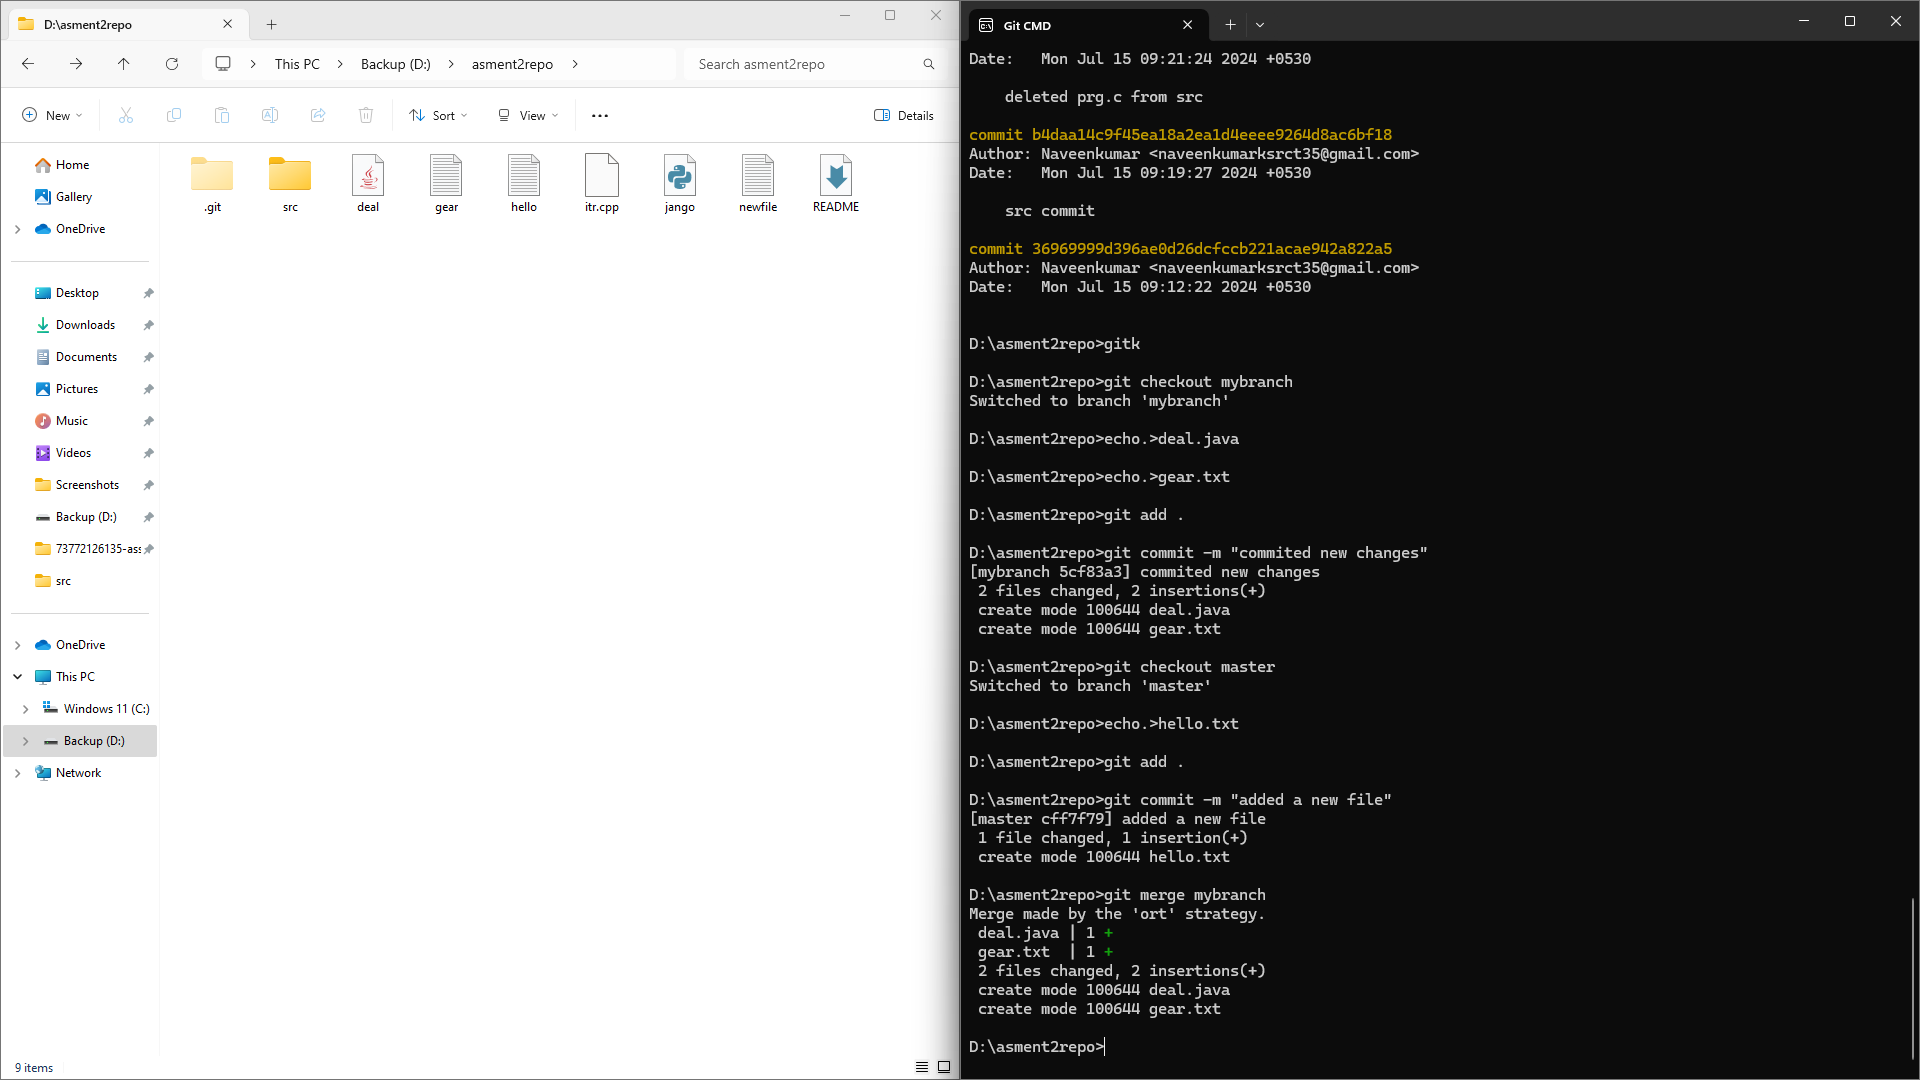 D:\asment2repo
This PC
Backup (D:)
asment2repo
Search asment2repo
New
Sort
View
Details
Home
Gallery
OneDrive
Desktop
Downloads
Documents
Pictures
Music
Videos
Screenshots
Backup (D:)
73772126135-ass
src
OneDrive
This PC
Windows 11 (C:)
Backup (D:)
Network
.git
src
deal
gear
hello
itr.cpp
jango
newfile
README
9 items
Git CMD
Date:   Mon Jul 15 09:21:24 2024 +0530
deleted prg.c from src
commit b4daa14c9f45ea18a2ea1d4eeee9264d8ac6bf18
Author: Naveenkumar <naveenkumarksrct35@gmail.com>
Date:   Mon Jul 15 09:19:27 2024 +0530
src commit
commit 36969999d396ae0d26dcfccb221acae942a822a5
Author: Naveenkumar <naveenkumarksrct35@gmail.com>
Date:   Mon Jul 15 09:12:22 2024 +0530
D:\asment2repo>gitk
D:\asment2repo>git checkout mybranch
Switched to branch 'mybranch'
D:\asment2repo>echo.>deal.java
D:\asment2repo>echo.>gear.txt
D:\asment2repo>git add .
D:\asment2repo>git commit -m "commited new changes"
[mybranch 5cf83a3] commited new changes
2 files changed, 2 insertions(+)
create mode 100644 deal.java
create mode 100644 gear.txt
D:\asment2repo>git checkout master
Switched to branch 'master'
D:\asment2repo>echo.>hello.txt
D:\asment2repo>git add .
D:\asment2repo>git commit -m "added a new file"
[master cff7f79] added a new file
1 file changed, 1 insertion(+)
create mode 100644 hello.txt
D:\asment2repo>git merge mybranch
Merge made by the 'ort' strategy.
deal.java | 1 +
gear.txt  | 1 +
2 files changed, 2 insertions(+)
create mode 100644 deal.java
create mode 100644 gear.txt
D:\asment2repo>